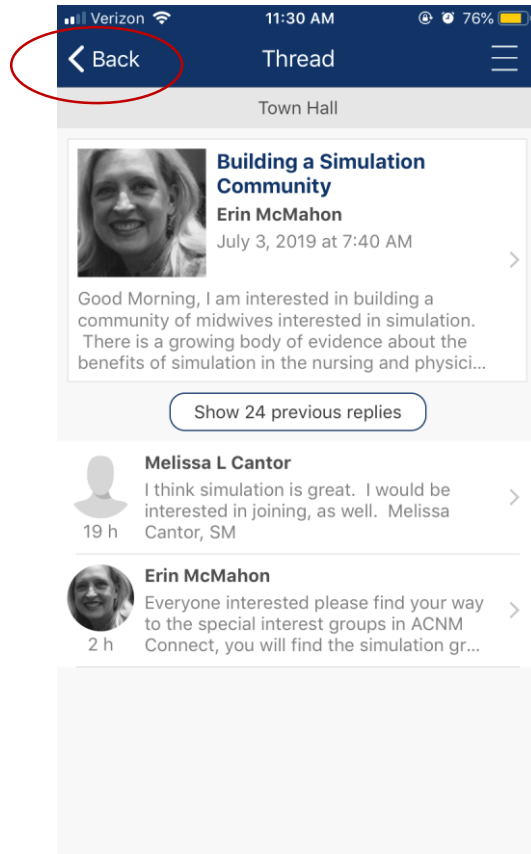 Verizon 11:30 AM 76%
Back Thread
Town Hall
Building a Simulation
Community
Erin McMahon
July 3, 2019 at 7:40 AM
Good Morning, I am interested in building a
community of midwives interested in simulation.
There is a growing body of evidence about the
benefits of simulation in the nursing and physici...
Show 24 previous replies
Melissa L Cantor
I think simulation is great.  I would be
interested in joining, as well.  Melissa
19 h Cantor, SM
Erin McMahon
Everyone interested please find your way
to the special interest groups in ACNM
2 h Connect, you will find the simulation gr...